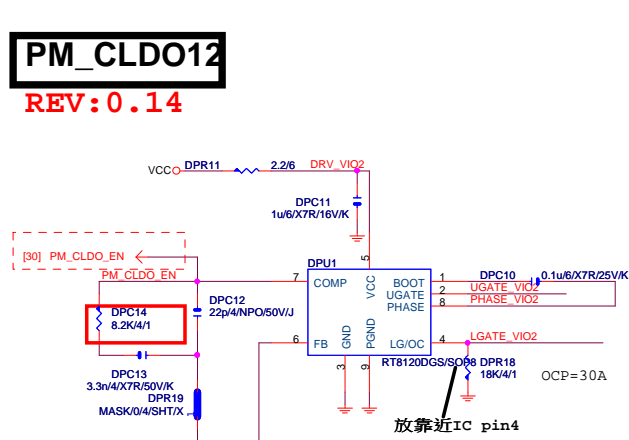 PM_CLDO12
REV:0.14
VCC DPR11 2.2/6 DRV_VIO2
DPC11
1u/6/X7R/16V/K
[30] PM_CLDO_EN
PM_CLDO_EN
DPU1
5
7 COMP VCC BOOT 1 DPC10 0.1u/6/X7R/25V/K
UGATE 2 UGATE_VIO2
PHASE 8 PHASE_VIO2
DPC14
8.2K/4/1
DPC12
22p/4/NPO/50V/J
6 FB GND PGND LG/OC 4 LGATE_VIO2
3 9
RT8120DGS/SOP8 DPR18
18K/4/1
OCP=30A
DPC13
3.3n/4/X7R/50V/K
DPR19
MASK/0/4/SHT/X
放靠近IC pin4